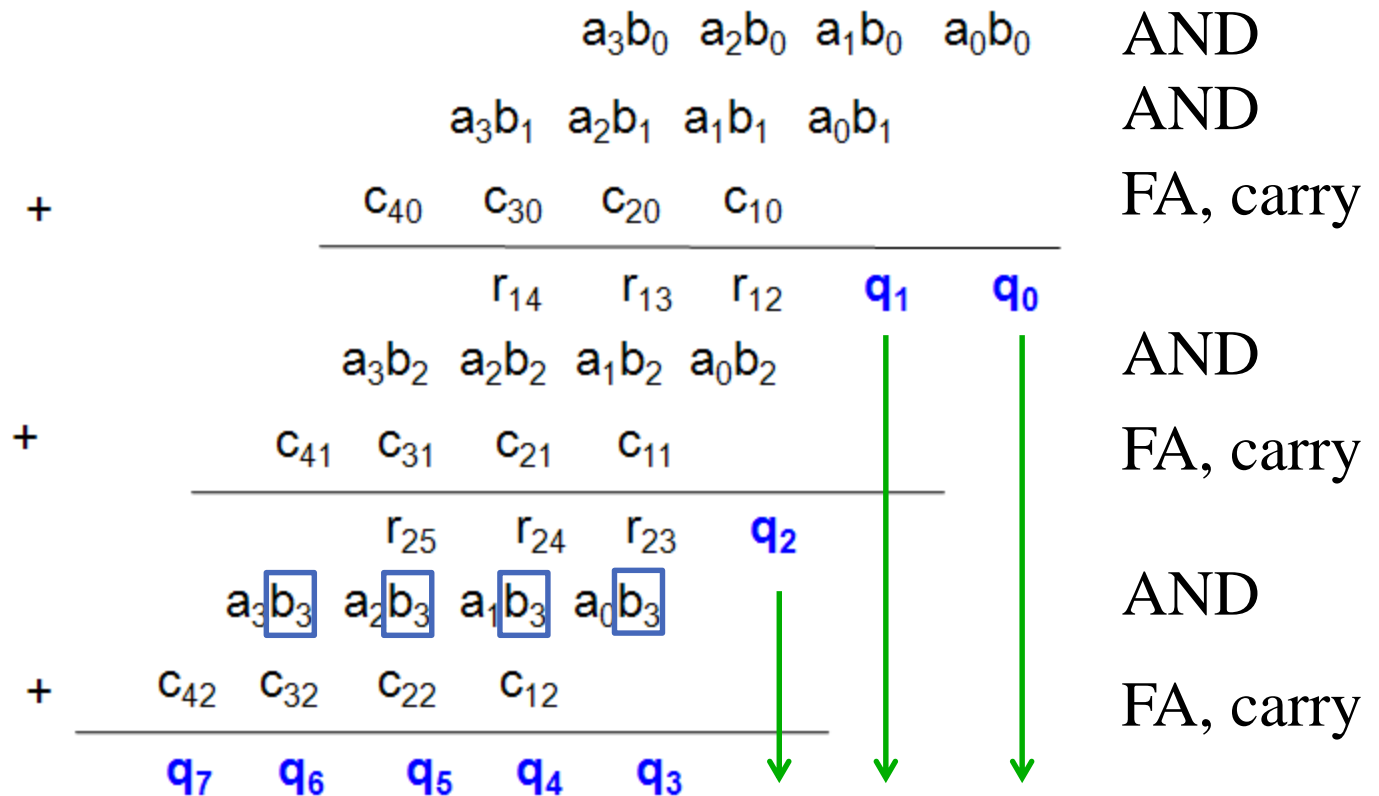 a₃b₀ a₂b₀ a₁b₀ a₀b₀ AND
a₃b₁ a₂b₁ a₁b₁ a₀b₁ AND
+ c₄₀ c₃₀ c₂₀ c₁₀ FA, carry
r₁₄ r₁₃ r₁₂ q₁ q₀
a₃b₂ a₂b₂ a₁b₂ a₀b₂ AND
+ c₄₁ c₃₁ c₂₁ c₁₁ FA, carry
r₂₅ r₂₄ r₂₃ q₂
a₃b₃ a₂b₃ a₁b₃ a₀b₃ AND
+ c₄₂ c₃₂ c₂₂ c₁₂ FA, carry
q₇ q₆ q₅ q₄ q₃